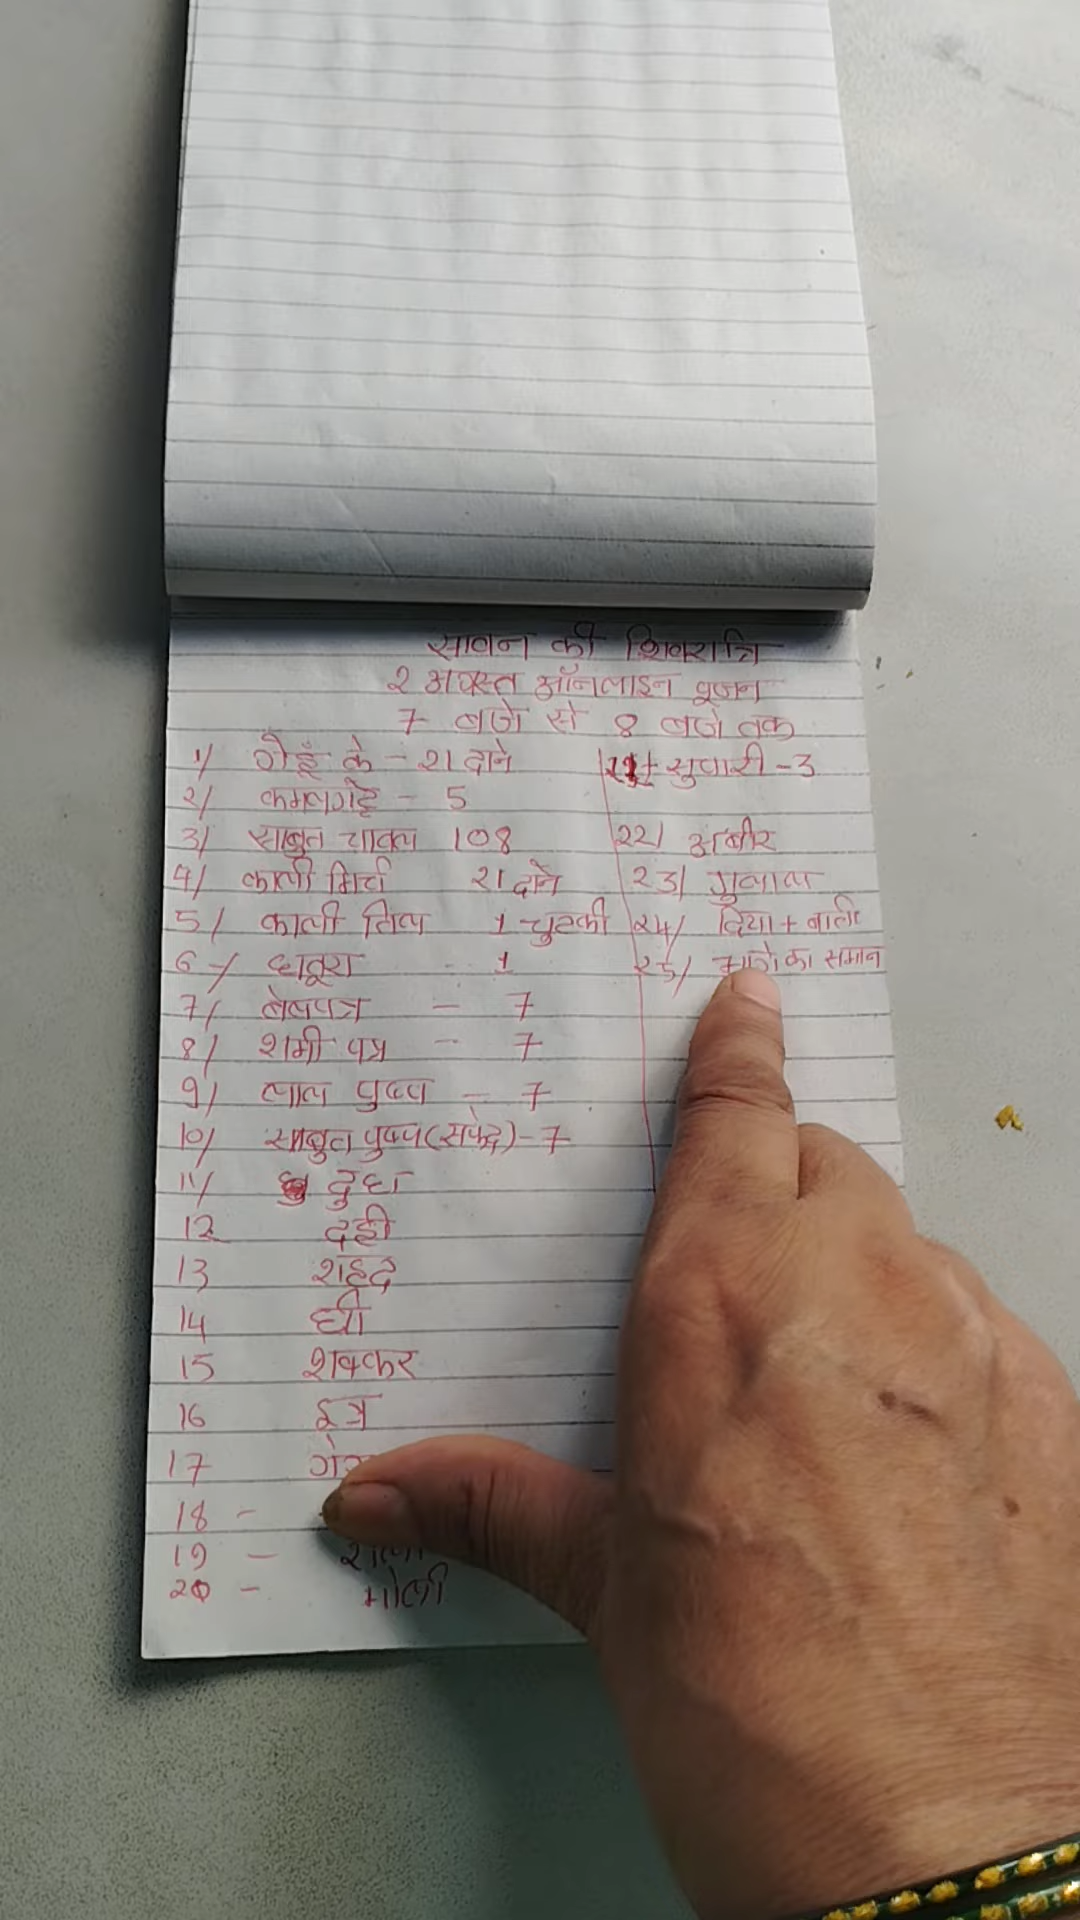 सावन की शिवरात्रि
2 अगस्त ऑनलाइन पूजन
7 बजे से 8 बजे तक
1) गेहूँ के - 21 दाने
2) कमलगट्टे - 5
3) साबुत चावल 108
4) काली मिर्च 21 दाने
5) काली तिल 1 चुटकी
6) धतूरा - 1
7) बेलपत्र - 7
8) शमी पत्र - 7
9) लाल पुष्प - 7
10) साबुत पुष्प (सफेद) - 7
11) दुध
12 दही
13 शहद
14 घी
15 शक्कर
16 इत्र
17
18 -
19 -
20 - मोली
21 सुपारी - 3
22) अबीर
23) गुलाल
24) दिया + बाती
25) का समान